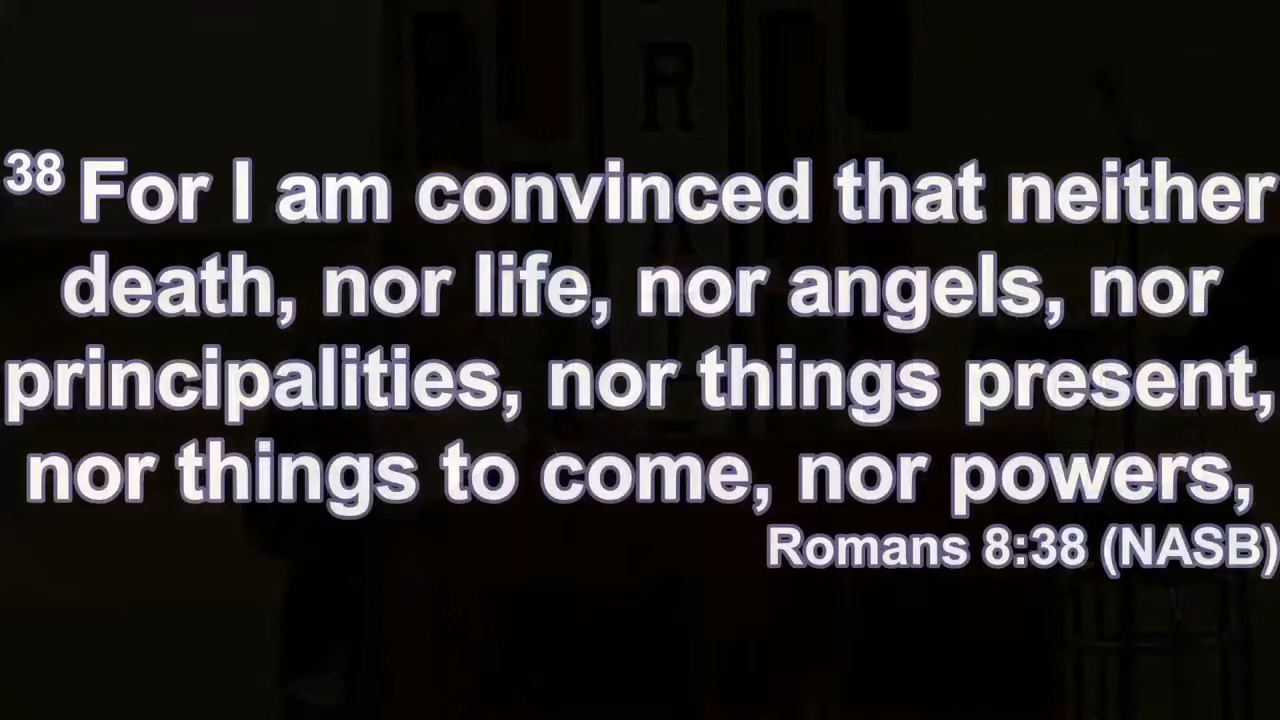 38 For I am convinced that neither
death, nor life, nor angels, nor
principalities, nor things present,
nor things to come, nor powers,
Romans 8:38 (NASB)